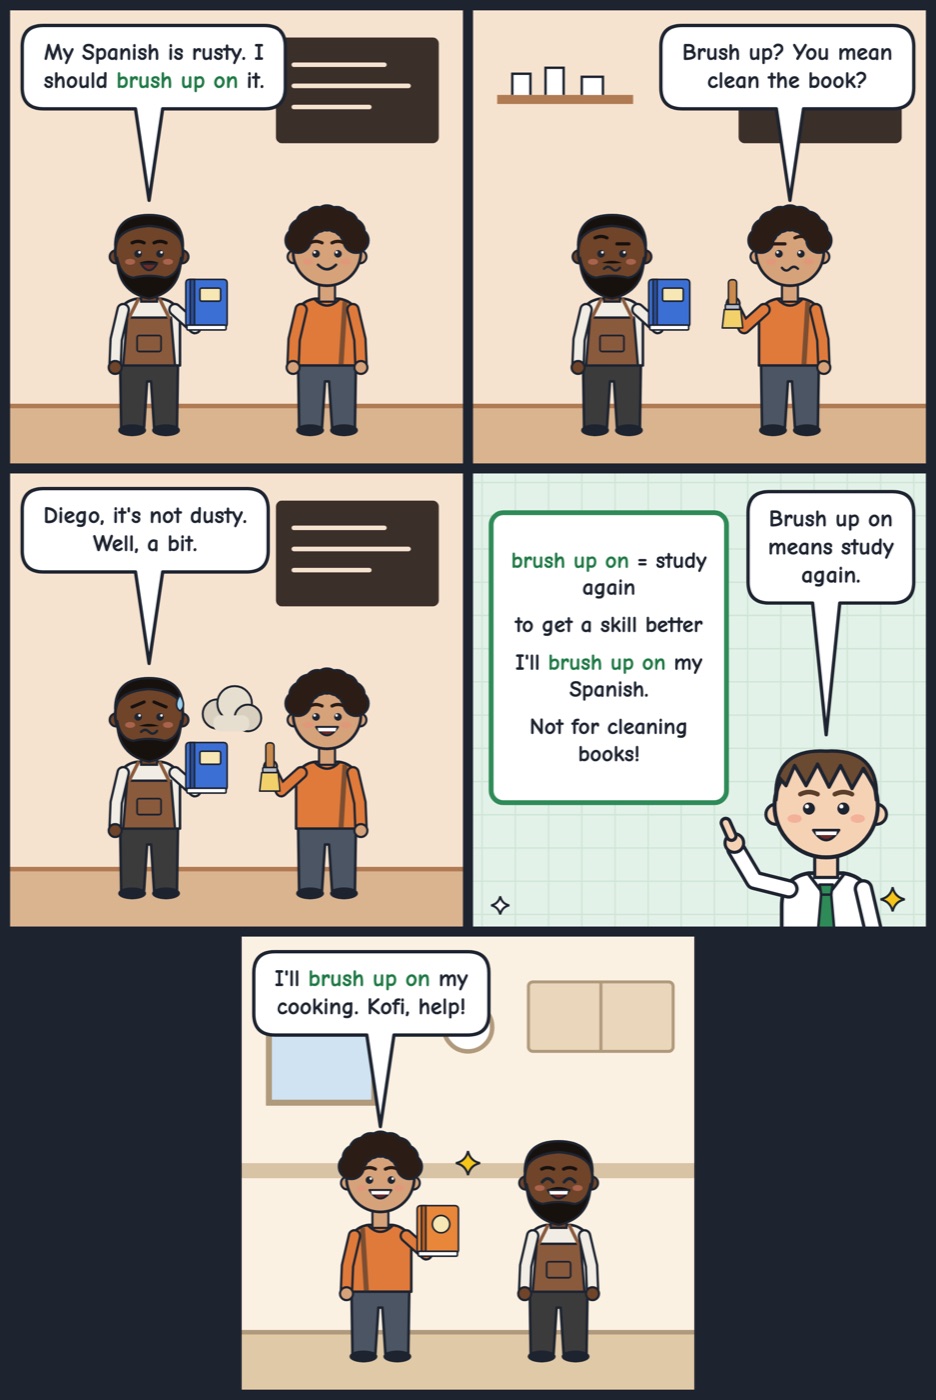 My Spanish is rusty. I
should brush up on it.
Brush up? You mean
clean the book?
Diego, it's not dusty.
Well, a bit.
brush up on = study
again
to get a skill better
I'll brush up on my
Spanish.
Not for cleaning
books!
Brush up on
means study
again.
I'll brush up on my
cooking. Kofi, help!